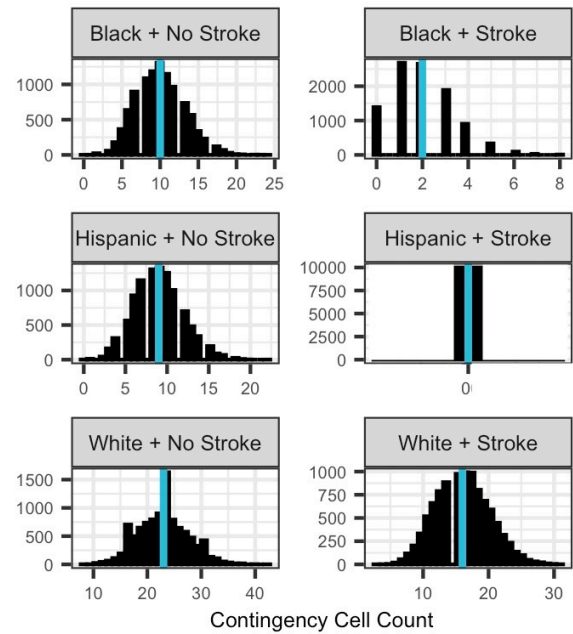 Black + No Stroke
Black + Stroke
1000
500
0
0 5 10 15 20 25
2000
1000
0
0 2 4 6 8
Hispanic + No Stroke
Hispanic + Stroke
1000
500
0
0 5 10 15 20
10000
7500
5000
2500
0
0
White + No Stroke
White + Stroke
1500
1000
500
0
10 20 30 40
1000
750
500
250
0
10 20 30
Contingency Cell Count